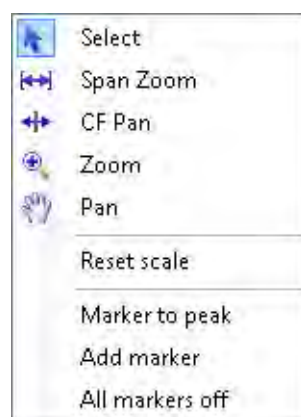 Select
Span Zoom
CF Pan
Zoom
Pan
Reset scale
Marker to peak
Add marker
All markers off